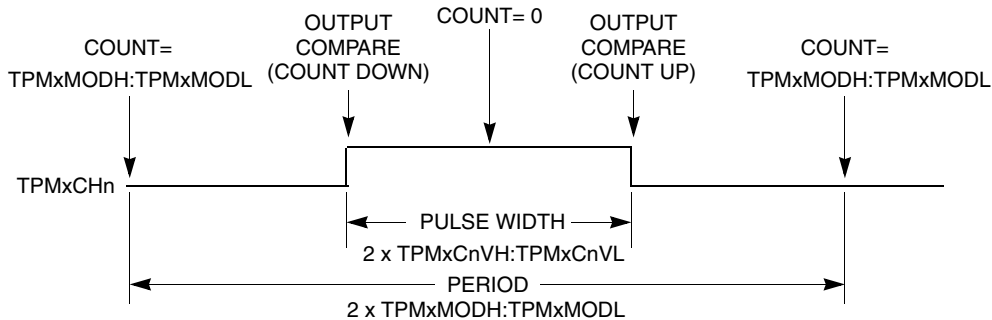 COUNT=
TPMxMODH:TPMxMODL
OUTPUT
COMPARE
(COUNT DOWN)
COUNT= 0
OUTPUT
COMPARE
(COUNT UP)
COUNT=
TPMxMODH:TPMxMODL
TPMxCHn
PULSE WIDTH
2 x TPMxCnVH:TPMxCnVL
PERIOD
2 x TPMxMODH:TPMxMODL